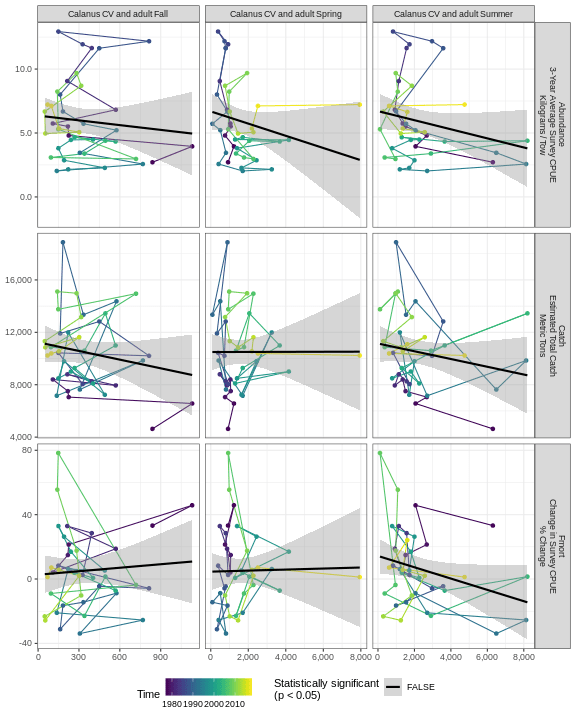 Calanus CV and adult Fall
Calanus CV and adult Spring
Calanus CV and adult Summer
10.0
5.0
0.0
Abundance
3-Year Average Survey CPUE
Kilograms / Tow
16,000
12,000
8,000
4,000
Catch
Estimated Total Catch
Metric Tons
80
40
0
-40
Fmort
Change in Survey CPUE
% Change
0 300 600 900
0 2,000 4,000 6,000 8,000
0 2,000 4,000 6,000 8,000
Time
1980 1990 2000 2010
Statistically significant
(p < 0.05)
FALSE